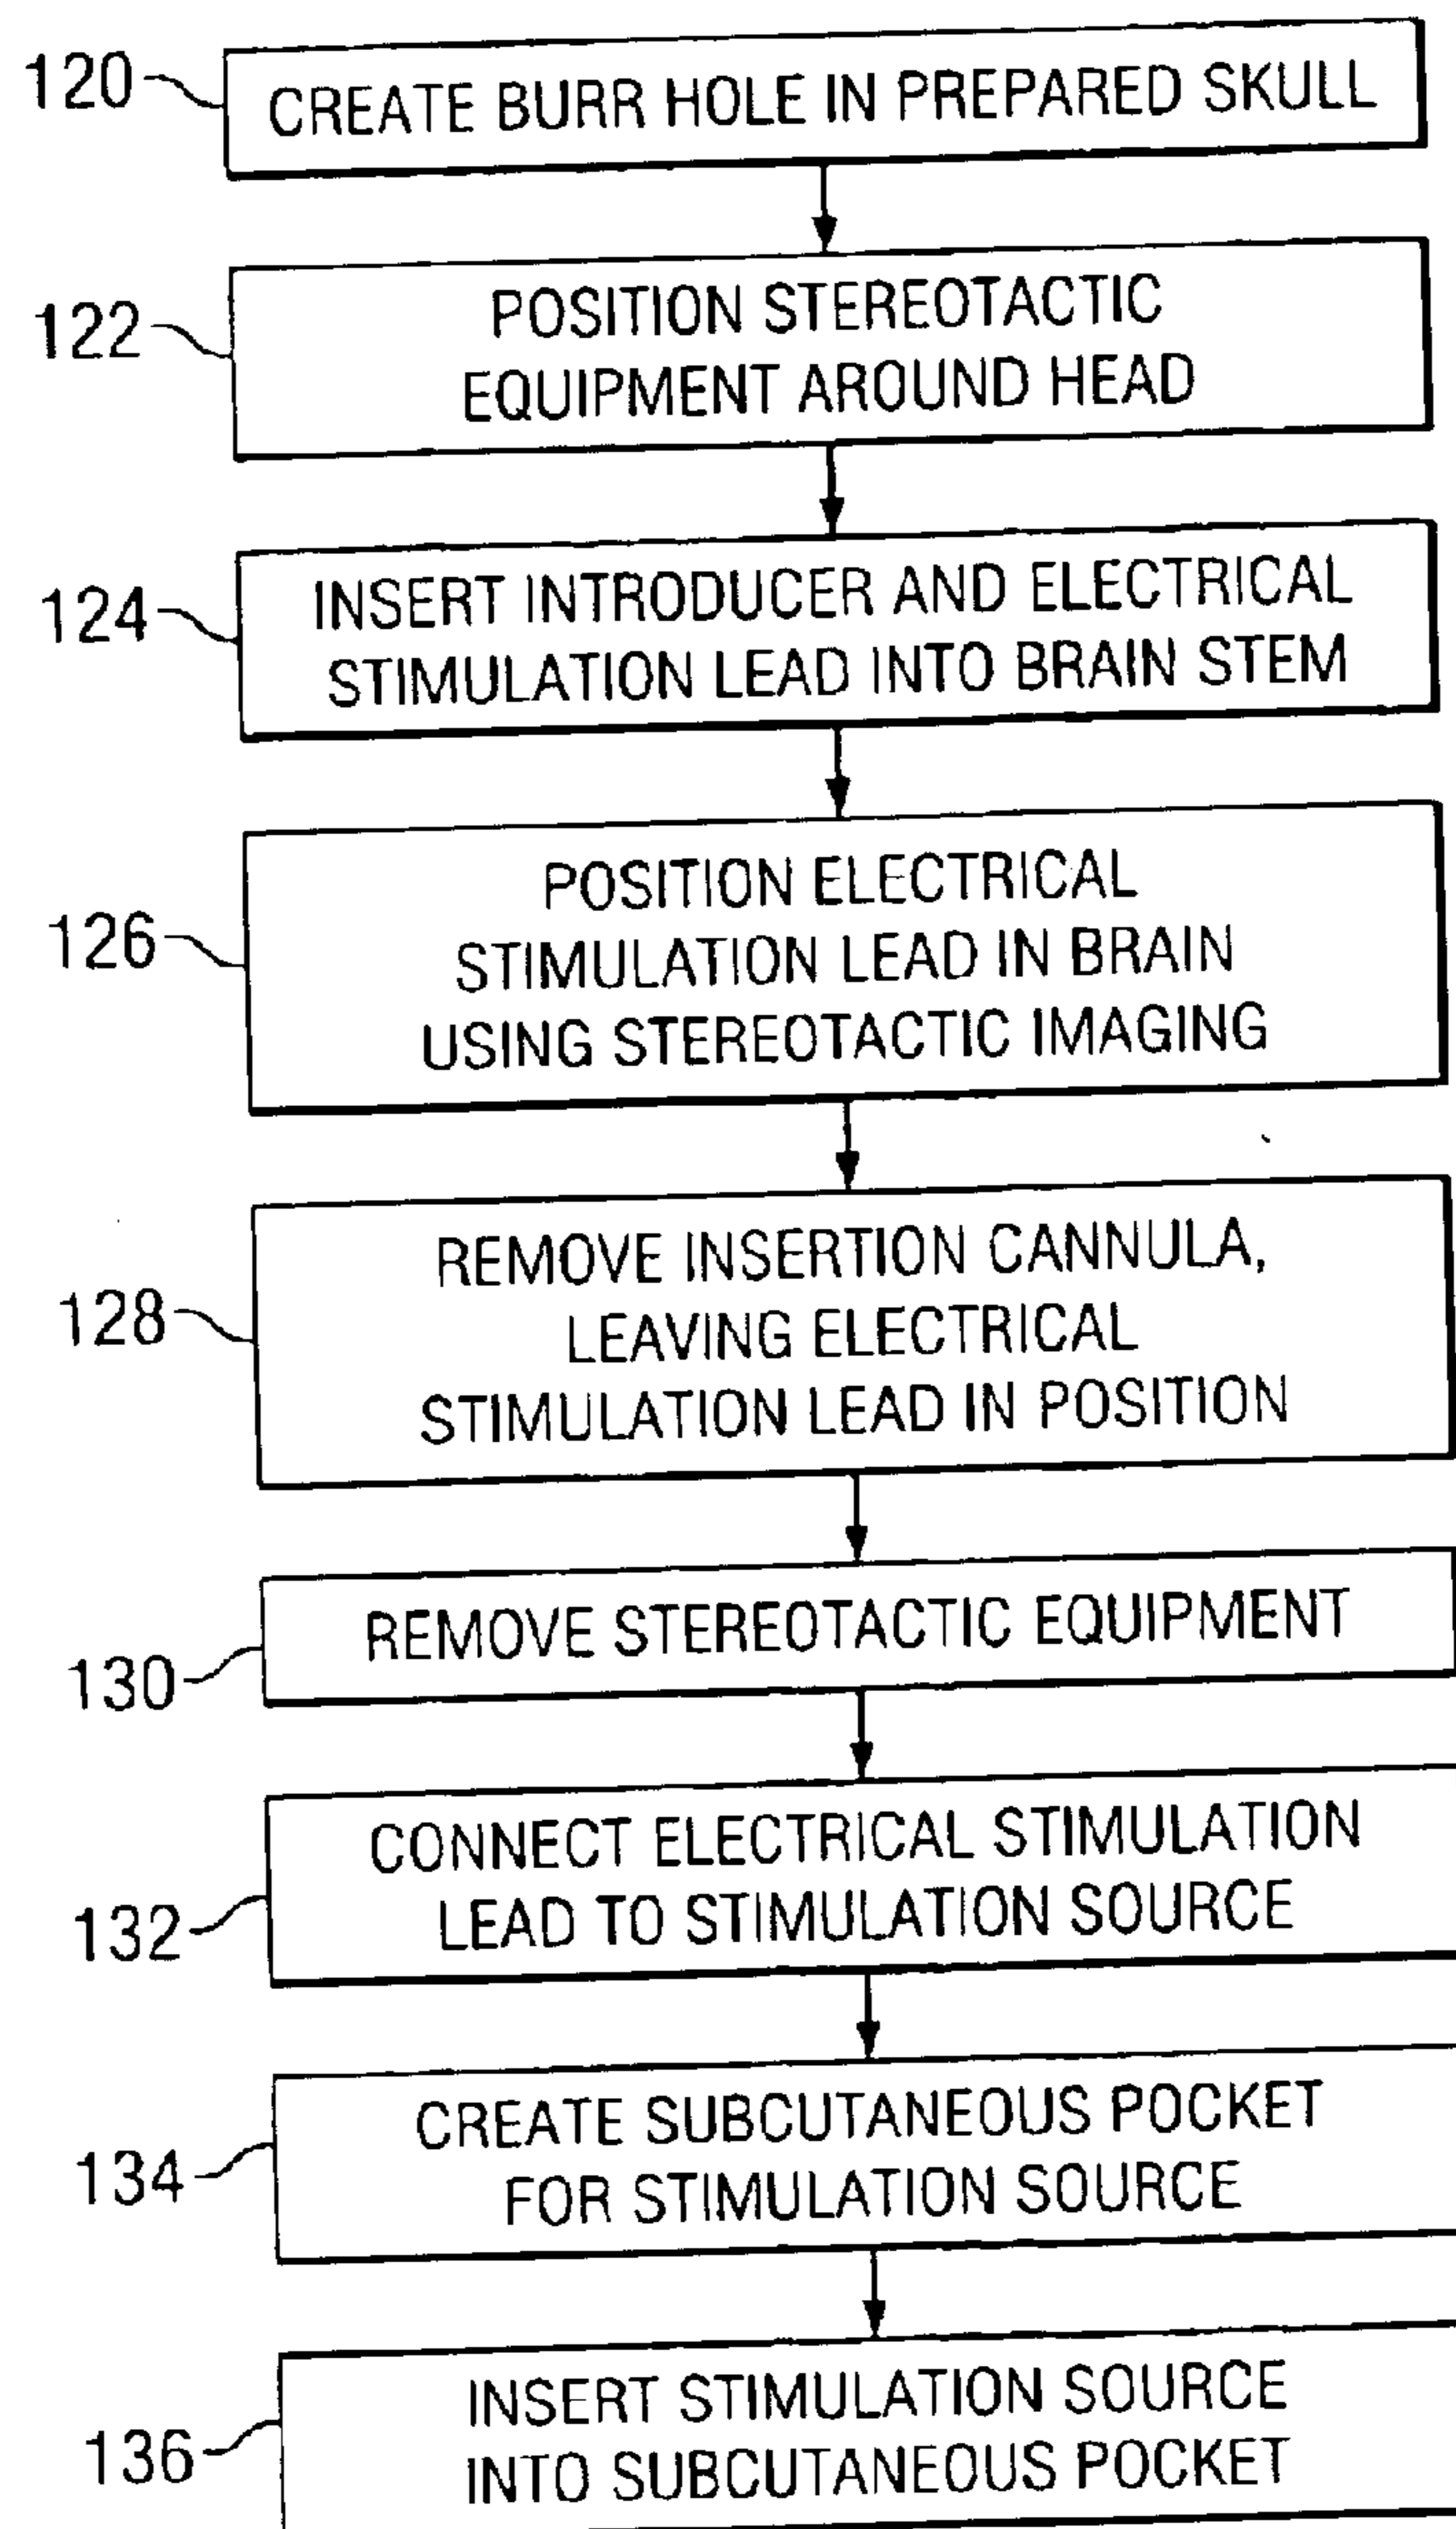 120
CREATE BURR HOLE IN PREPARED SKULL
122
POSITION STEREOTACTIC
EQUIPMENT AROUND HEAD
124
INSERT INTRODUCER AND ELECTRICAL
STIMULATION LEAD INTO BRAIN STEM
126
POSITION ELECTRICAL
STIMULATION LEAD IN BRAIN
USING STEREOTACTIC IMAGING
128
REMOVE INSERTION CANNULA,
LEAVING ELECTRICAL
STIMULATION LEAD IN POSITION
130
REMOVE STEREOTACTIC EQUIPMENT
132
CONNECT ELECTRICAL STIMULATION
LEAD TO STIMULATION SOURCE
134
CREATE SUBCUTANEOUS POCKET
FOR STIMULATION SOURCE
136
INSERT STIMULATION SOURCE
INTO SUBCUTANEOUS POCKET